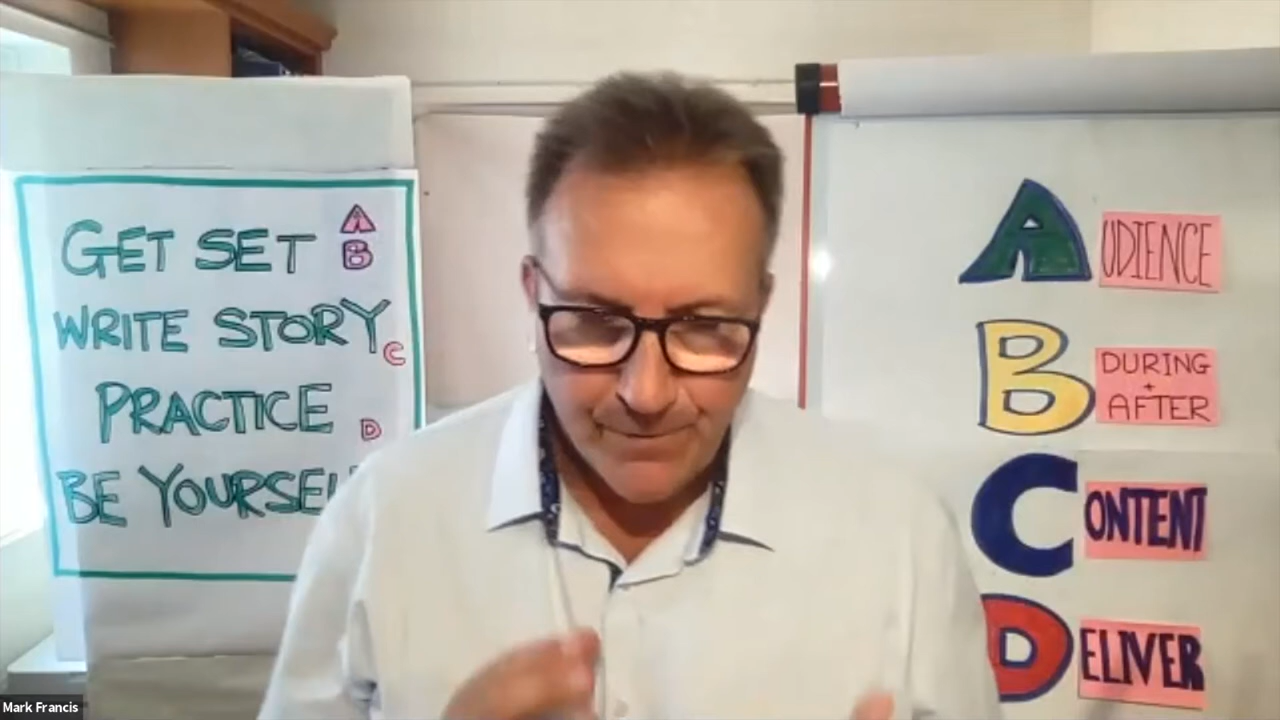 GET SET A
B
WRITE STORY C
PRACTICE D
BE YOURSEL
AUDIENCE
B DURING
+
AFTER
CONTENT
DELIVER
Mark Francis